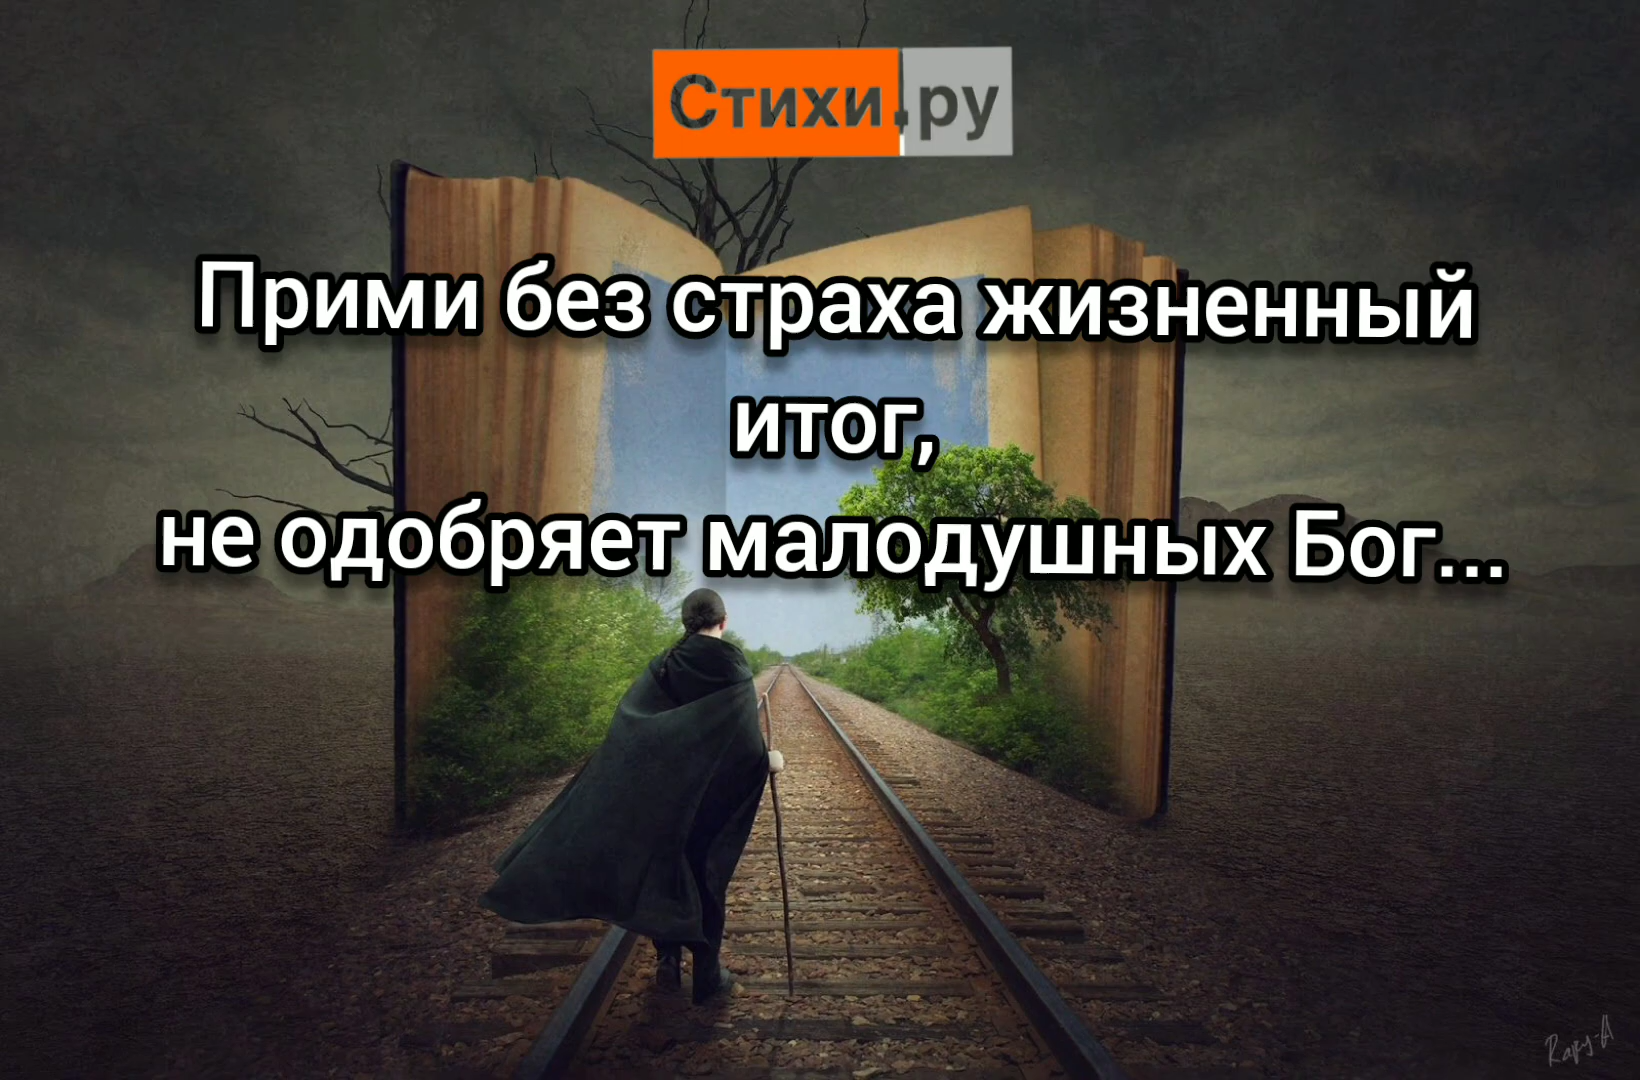 Стихи.ру
Прими без страха жизненный
итог,
не одобряет малодушных Бог...